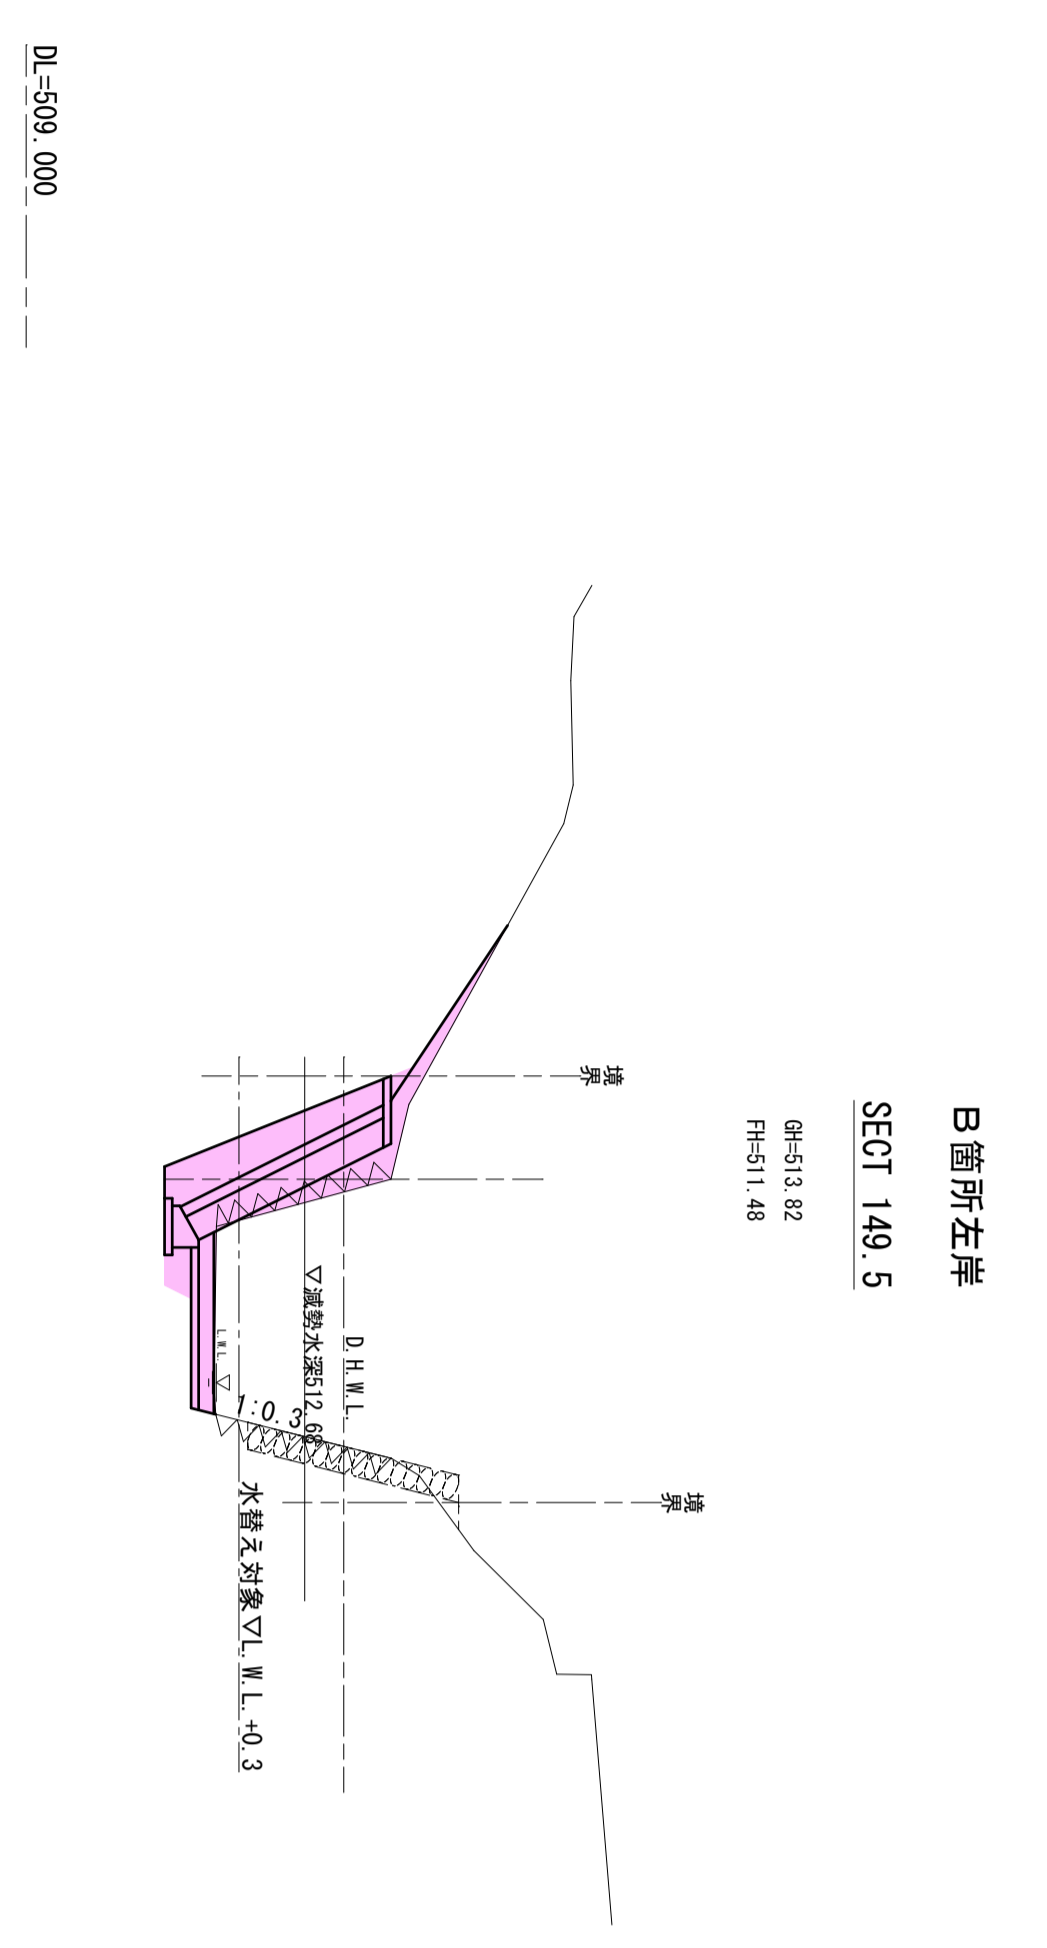 B箇所左岸
SECT 149.5
GH=513.82
FH=511.48
境界
境界
D.H.W.L.
▽減勢水深512.68
1:0.3
L.W.L.
▽
水替え対象▽L.W.L.+0.3
DL=509.000